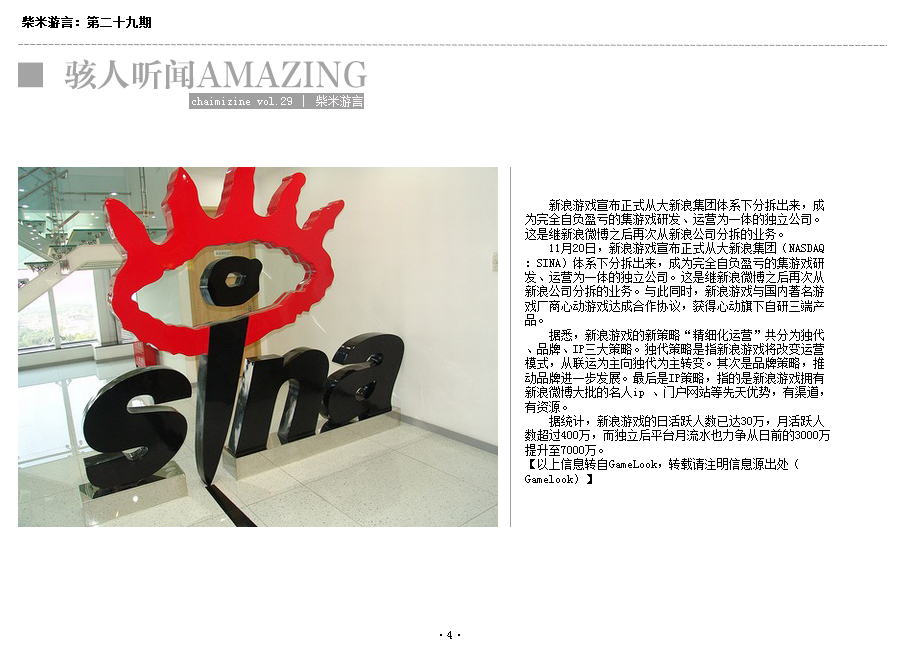 柴米游言：第二十九期
骇人听闻AMAZING
chaimizine vol.29 | 柴米游言
sina
新浪游戏宣布正式从大新浪集团体系下分拆出来，成
为完全自负盈亏的集游戏研发、运营为一体的独立公司。
这是继新浪微博之后再次从新浪公司分拆的业务。
11月20日，新浪游戏宣布正式从大新浪集团（NASDAQ
：SINA）体系下分拆出来，成为完全自负盈亏的集游戏研
发、运营为一体的独立公司。这是继新浪微博之后再次从
新浪公司分拆的业务。与此同时，新浪游戏与国内著名游
戏厂商心动游戏达成合作协议，获得心动旗下自研三端产
品。
据悉，新浪游戏的新策略“精细化运营”共分为独代
、品牌、IP三大策略。独代策略是指新浪游戏将改变运营
模式，从联运为主向独代为主转变。其次是品牌策略，推
动品牌进一步发展。最后是IP策略，指的是新浪游戏拥有
新浪微博大批的名人ip 、门户网站等先天优势，有渠道，
有资源。
据统计，新浪游戏的日活跃人数已达30万，月活跃人
数超过400万，而独立后平台月流水也力争从日前的3000万
提升至7000万。
【以上信息转自GameLook，转载请注明信息源出处（
Gamelook）】
·4·